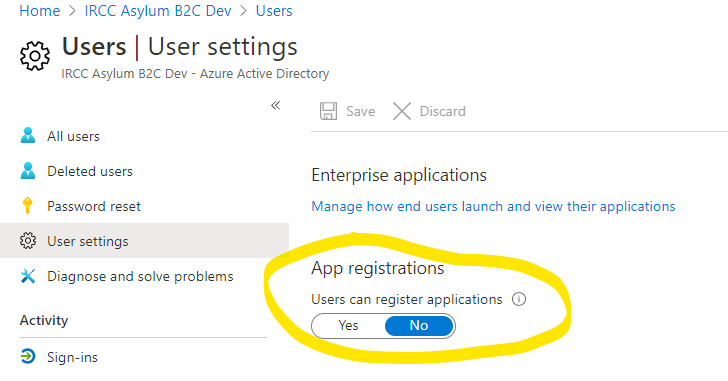 Home > IRCC Asylum B2C Dev > Users
Users | User settings
IRCC Asylum B2C Dev - Azure Active Directory
«
Save Discard
All users
Deleted users
Password reset
User settings
Diagnose and solve problems
Activity
Sign-ins
Enterprise applications
Manage how end users launch and view their applications
App registrations
Users can register applications
Yes No